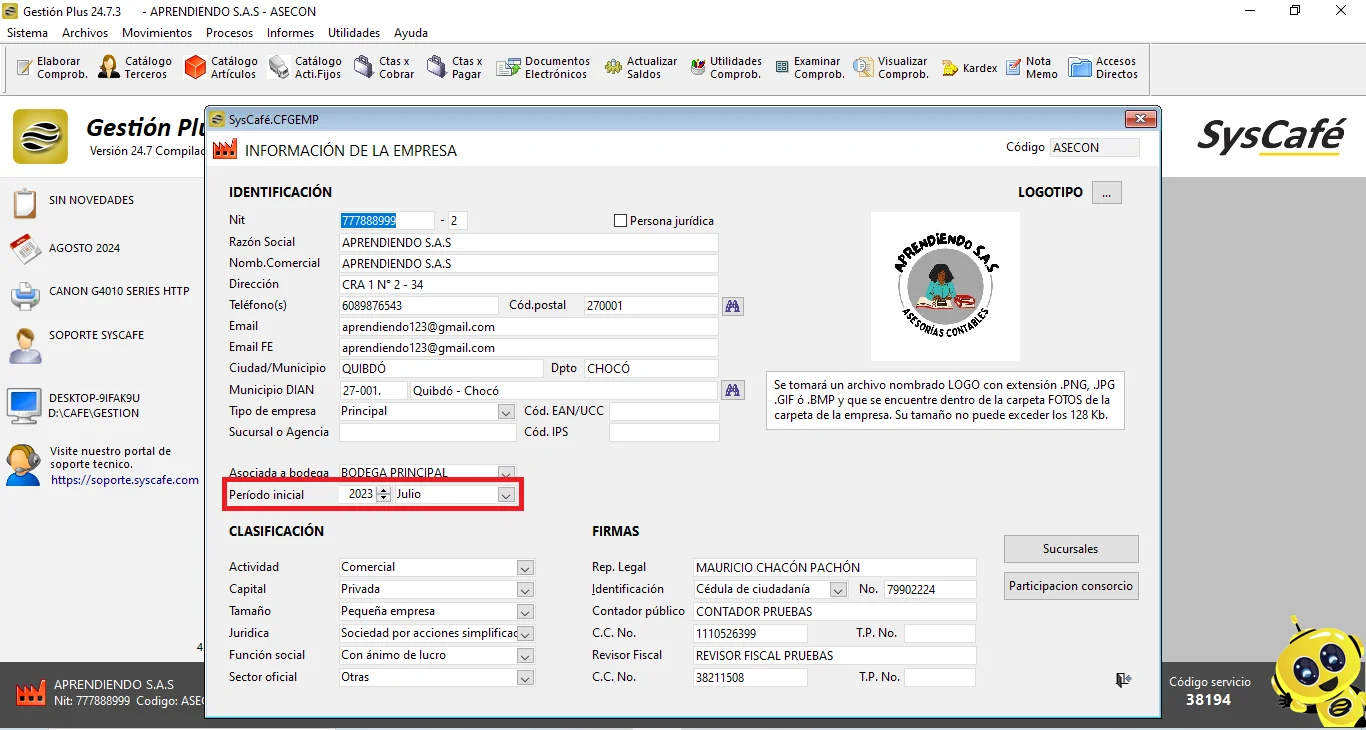 Gestión Plus 24.7.3 - APRENDIENDO S.A.S - ASECON
Sistema Archivos Movimientos Procesos Informes Utilidades Ayuda
Elaborar Comprob.
Catálogo Terceros
Catálogo Artículos
Catálogo Acti.Fijos
Ctas x Cobrar
Ctas x Pagar
Documentos Electrónicos
Actualizar Saldos
Utilidades Comprob.
Examinar Comprob.
Visualizar Comprob.
Kardex
Nota Memo
Accesos Directos
Gestión Plu
Versión 24.7 Compilac
SIN NOVEDADES
AGOSTO 2024
CANON G4010 SERIES HTTP
SOPORTE SYSCAFE
DESKTOP-9IFAK9U
D:\CAFE\GESTION
Visite nuestro portal de
soporte tecnico.
https://soporte.syscafe.com
4
APRENDIENDO S.A.S
Nit: 777888999 Codigo: ASEC
SysCafé.CFGEMP
INFORMACIÓN DE LA EMPRESA
Código ASECON
IDENTIFICACIÓN
LOGOTIPO ...
Nit 777888999 - 2 Persona jurídica
Razón Social APRENDIENDO S.A.S
Nomb.Comercial APRENDIENDO S.A.S
Dirección CRA 1 N° 2 - 34
Teléfono(s) 6089876543 Cód.postal 270001
Email aprendiendo123@gmail.com
Email FE aprendiendo123@gmail.com
Ciudad/Municipio QUIBDÓ Dpto CHOCÓ
Municipio DIAN 27-001. Quibdó - Chocó
Tipo de empresa Principal Cód. EAN/UCC
Sucursal o Agencia Cód. IPS
Asociada a bodega BODEGA PRINCIPAL
Período inicial 2023 Julio
APRENDIENDO S.A.S
ASESORÍAS CONTABLES
Se tomará un archivo nombrado LOGO con extensión .PNG, .JPG
.GIF ó .BMP y que se encuentre dentro de la carpeta FOTOS de la
carpeta de la empresa. Su tamaño no puede exceder los 128 Kb.
CLASIFICACIÓN
Actividad Comercial
Capital Privada
Tamaño Pequeña empresa
Juridica Sociedad por acciones simplificac
Función social Con ánimo de lucro
Sector oficial Otras
FIRMAS
Rep. Legal MAURICIO CHACÓN PACHÓN
Identificación Cédula de ciudadanía No. 79902224
Contador público CONTADOR PRUEBAS
C.C. No. 1110526399 T.P. No.
Revisor Fiscal REVISOR FISCAL PRUEBAS
C.C. No. 38211508 T.P. No.
Sucursales
Participacion consorcio
SysCafé
Código servicio
38194